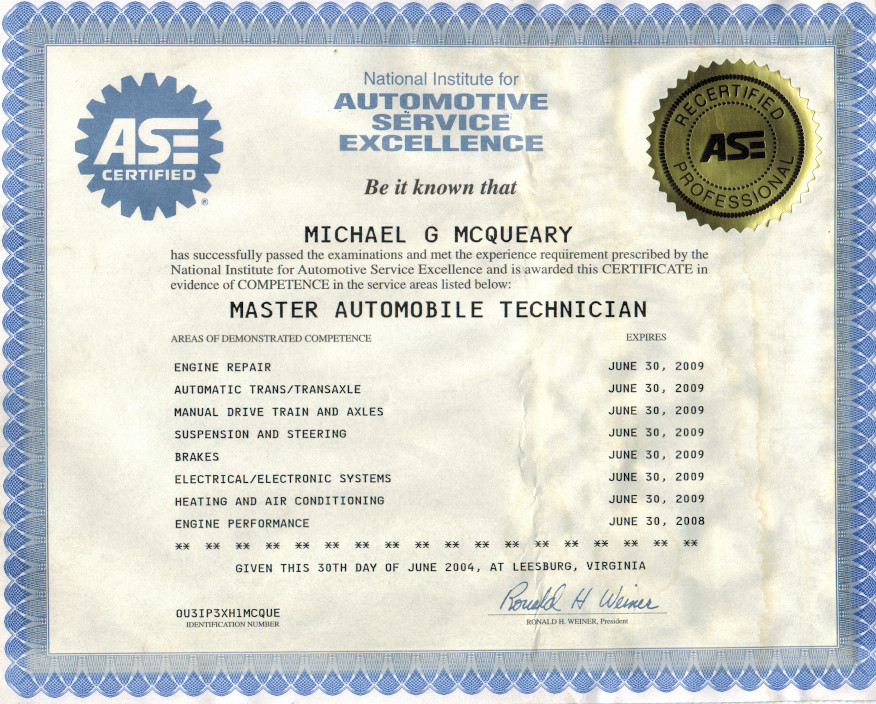 ASE
CERTIFIED
®
National Institute for
AUTOMOTIVE
SERVICE
EXCELLENCE
RECERTIFIED
ASE
PROFESSIONAL
Be it known that
MICHAEL G MCQUEARY
has successfully passed the examinations and met the experience requirement prescribed by the
National Institute for Automotive Service Excellence and is awarded this CERTIFICATE in
evidence of COMPETENCE in the service areas listed below:
MASTER AUTOMOBILE TECHNICIAN
AREAS OF DEMONSTRATED COMPETENCE EXPIRES
ENGINE REPAIR JUNE 30, 2009
AUTOMATIC TRANS/TRANSAXLE JUNE 30, 2009
MANUAL DRIVE TRAIN AND AXLES JUNE 30, 2009
SUSPENSION AND STEERING JUNE 30, 2009
BRAKES JUNE 30, 2009
ELECTRICAL/ELECTRONIC SYSTEMS JUNE 30, 2009
HEATING AND AIR CONDITIONING JUNE 30, 2009
ENGINE PERFORMANCE JUNE 30, 2008
** ** ** ** ** ** ** ** ** ** ** ** ** ** ** ** ** **
GIVEN THIS 30TH DAY OF JUNE 2004, AT LEESBURG, VIRGINIA
Ronald H Weiner
0U3IP3XH1MCQUE
IDENTIFICATION NUMBER
RONALD H. WEINER, President